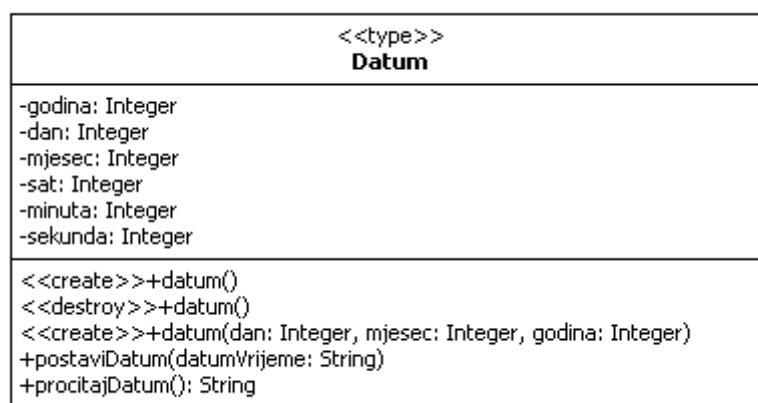 <<type>>
Datum
-godina: Integer
-dan: Integer
-mjesec: Integer
-sat: Integer
-minuta: Integer
-sekunda: Integer
<<create>>+datum()
<<destroy>>+datum()
<<create>>+datum(dan: Integer, mjesec: Integer, godina: Integer)
+postaviDatum(datumVrijeme: String)
+procitajDatum(): String